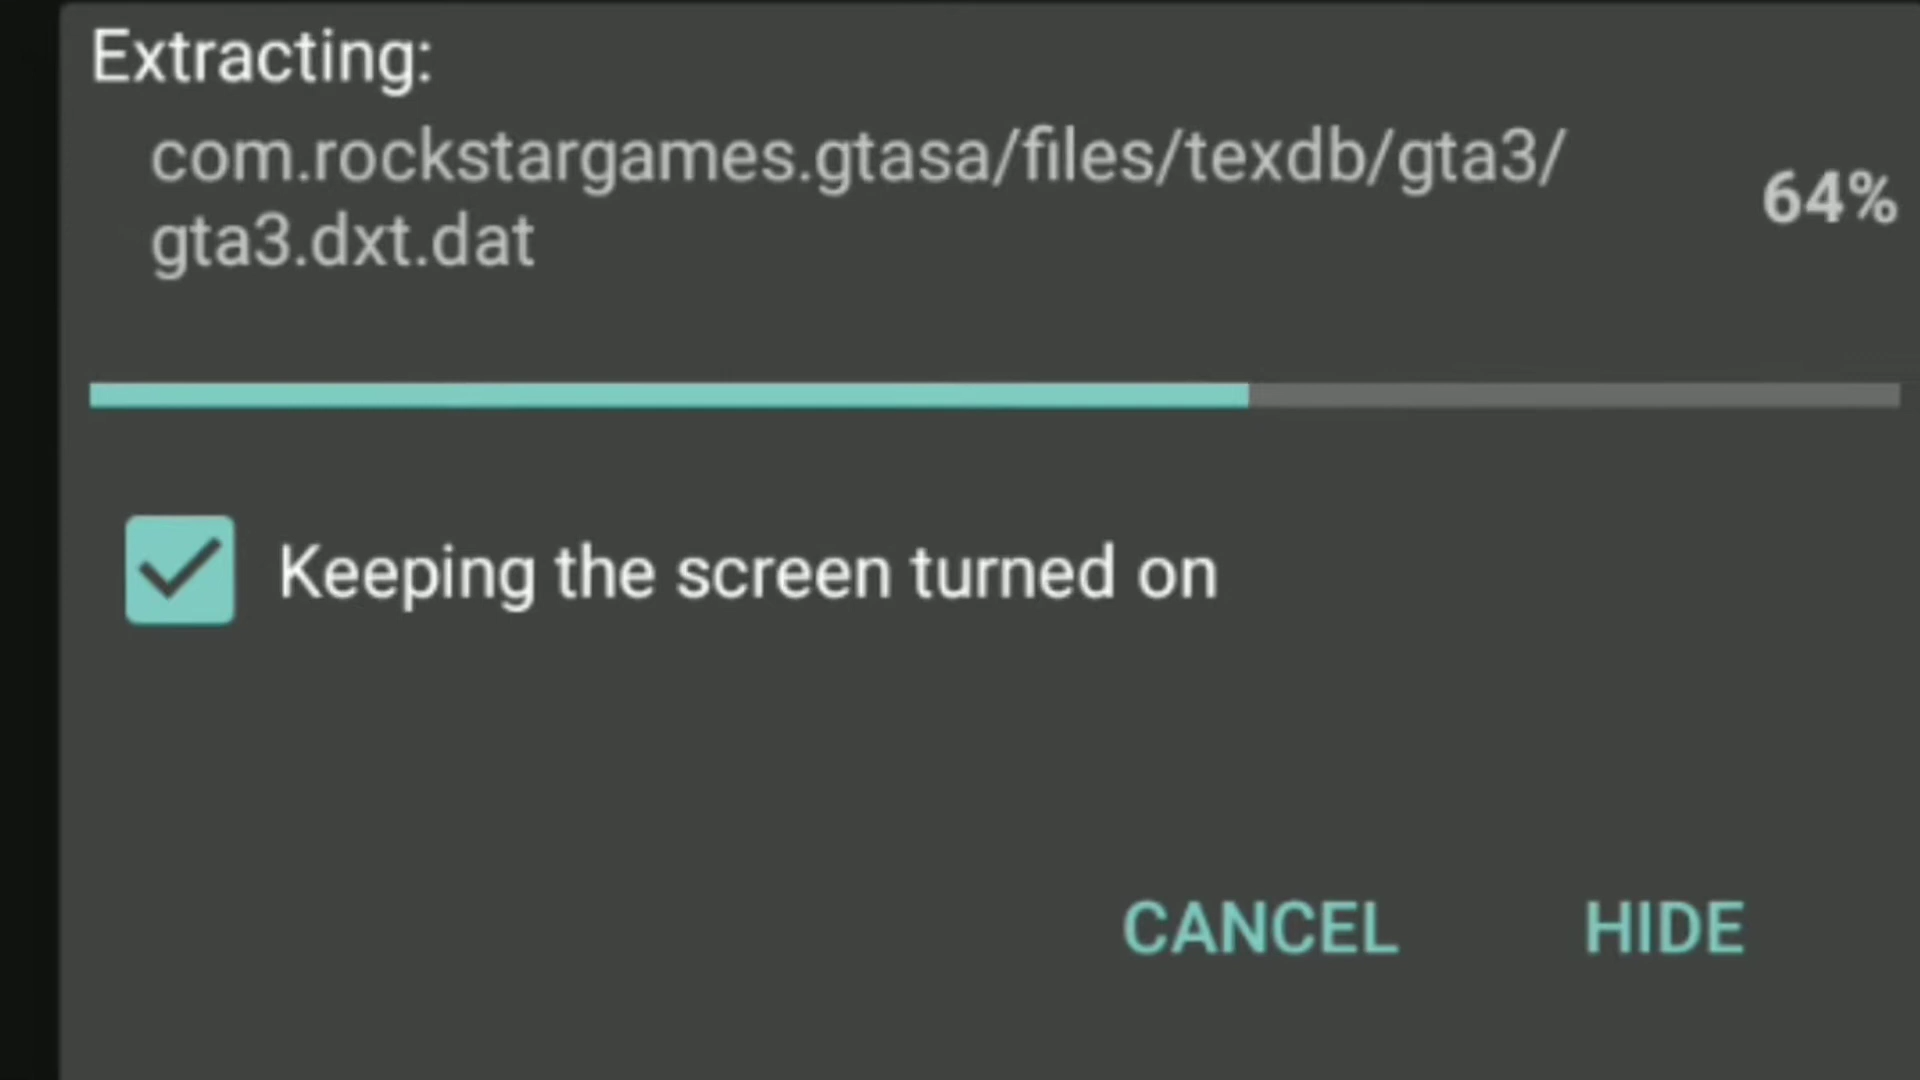 Extracting:
com.rockstargames.gtasa/files/texdb/gta3/
gta3.dxt.dat
64%
Keeping the screen turned on
CANCEL
HIDE